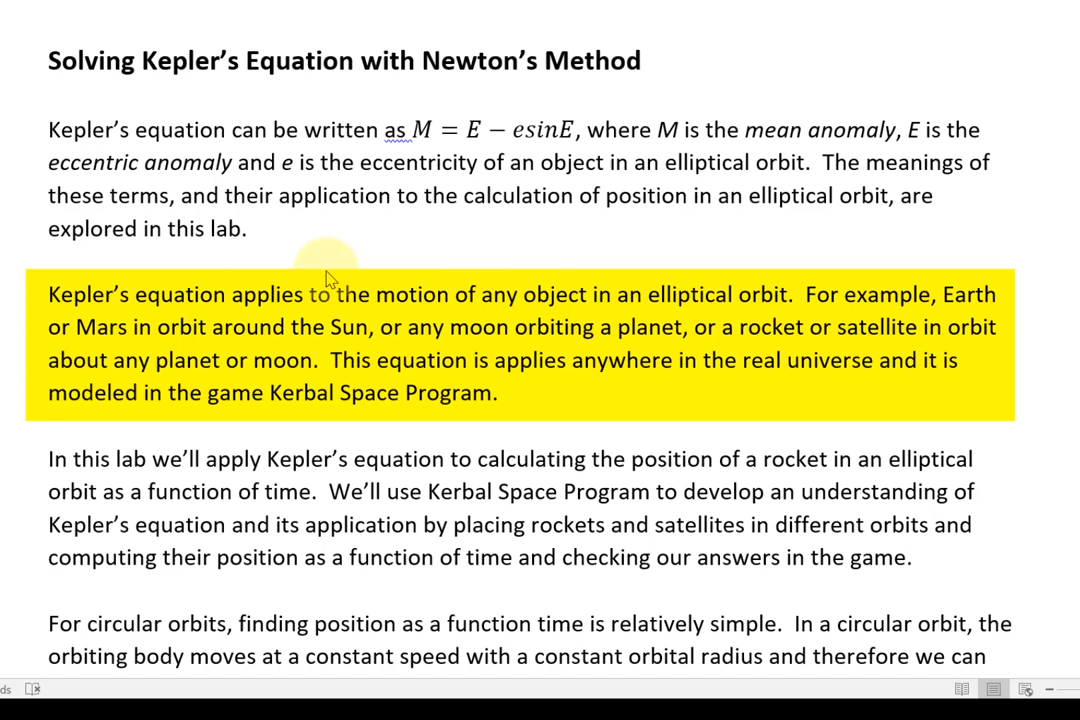 Solving Kepler's Equation with Newton's Method
Kepler's equation can be written as M = E − esinE, where M is the mean anomaly, E is the
eccentric anomaly and e is the eccentricity of an object in an elliptical orbit. The meanings of
these terms, and their application to the calculation of position in an elliptical orbit, are
explored in this lab.
Kepler's equation applies to the motion of any object in an elliptical orbit. For example, Earth
or Mars in orbit around the Sun, or any moon orbiting a planet, or a rocket or satellite in orbit
about any planet or moon. This equation is applies anywhere in the real universe and it is
modeled in the game Kerbal Space Program.
In this lab we'll apply Kepler's equation to calculating the position of a rocket in an elliptical
orbit as a function of time. We'll use Kerbal Space Program to develop an understanding of
Kepler's equation and its application by placing rockets and satellites in different orbits and
computing their position as a function of time and checking our answers in the game.
For circular orbits, finding position as a function time is relatively simple. In a circular orbit, the
orbiting body moves at a constant speed with a constant orbital radius and therefore we can
ds